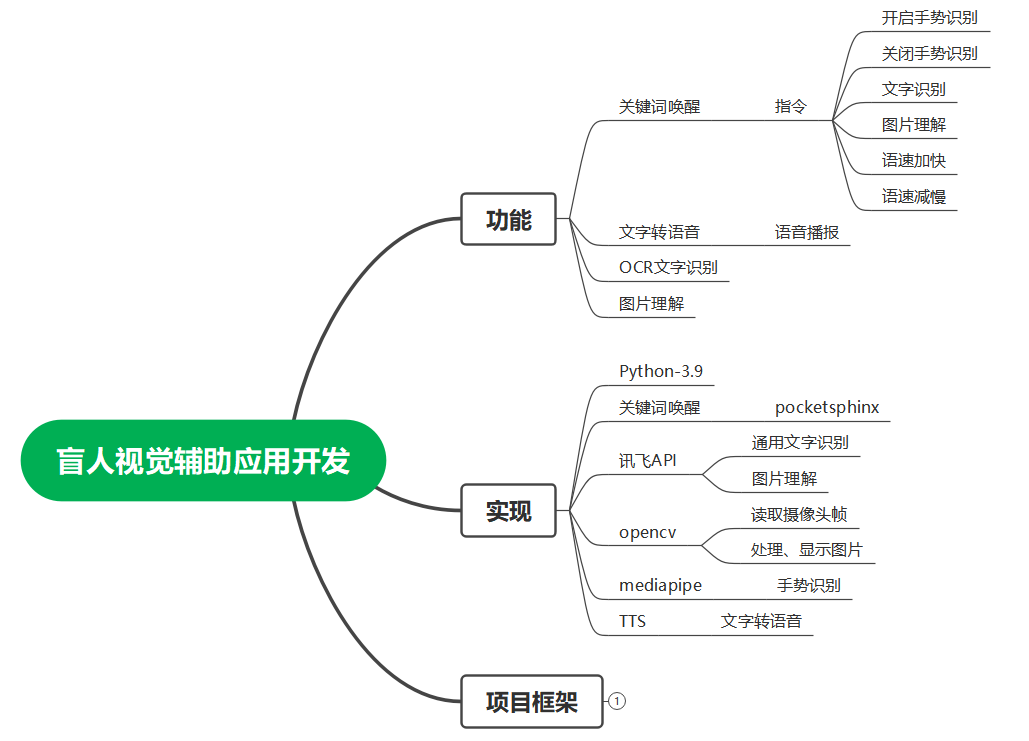 盲人视觉辅助应用开发
功能
关键词唤醒
指令
开启手势识别
关闭手势识别
文字识别
图片理解
语速加快
语速减慢
文字转语音
语音播报
OCR文字识别
图片理解
实现
Python-3.9
关键词唤醒
pocketsphinx
讯飞API
通用文字识别
图片理解
opencv
读取摄像头帧
处理、显示图片
mediapipe
手势识别
TTS
文字转语音
项目框架
1